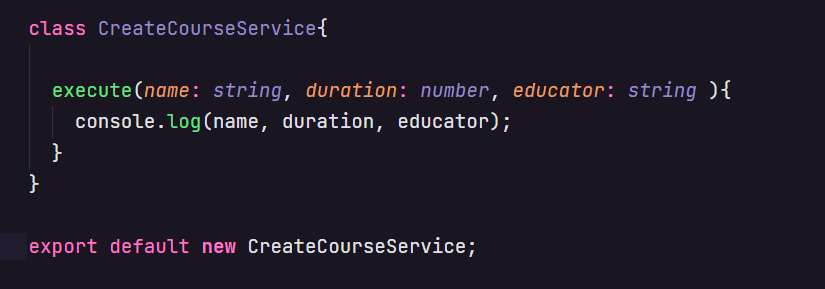 class CreateCourseService{
execute(name: string, duration: number, educator: string ){
console.log(name, duration, educator);
}
}
export default new CreateCourseService;